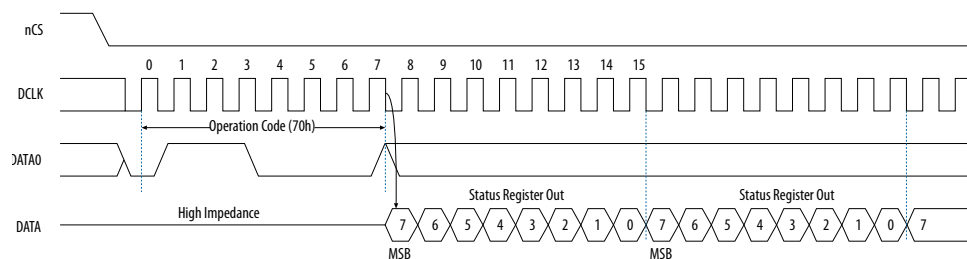 nCS
0 1 2 3 4 5 6 7 8 9 10 11 12 13 14 15
DCLK
Operation Code (70h)
DATA0
Status Register Out Status Register Out
High Impedance
DATA 7 6 5 4 3 2 1 0 7 6 5 4 3 2 1 0 7
MSB MSB